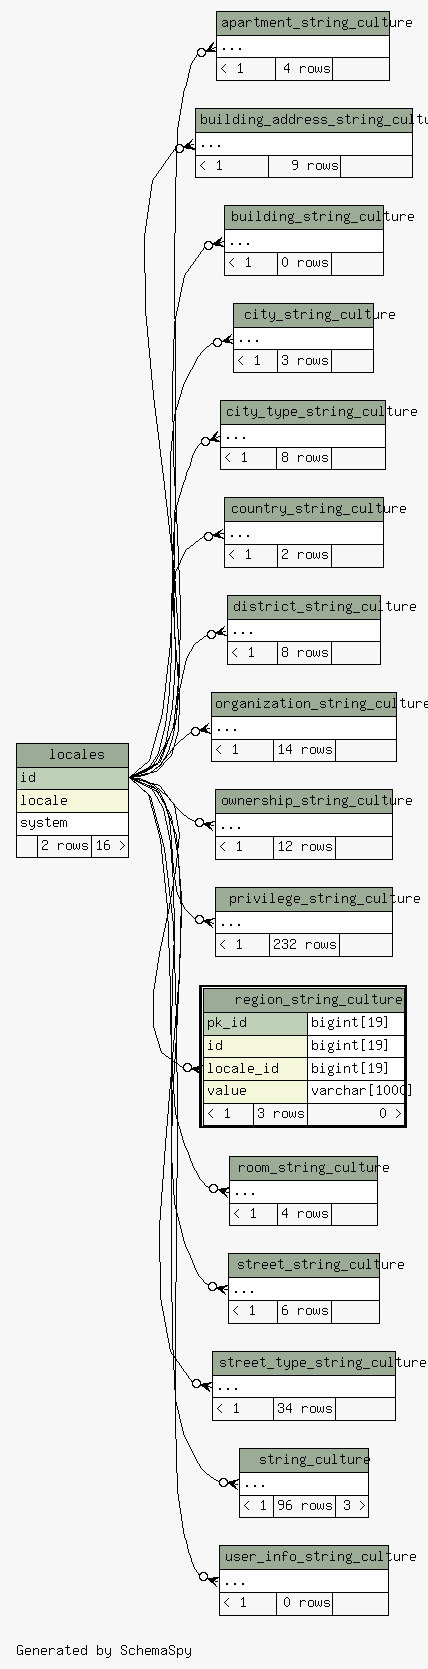 apartment_string_culture
...
< 1 4 rows
building_address_string_cultu
...
< 1 9 rows
building_string_culture
...
< 1 0 rows
city_string_culture
...
< 1 3 rows
city_type_string_culture
...
< 1 8 rows
country_string_culture
...
< 1 2 rows
district_string_culture
...
< 1 8 rows
organization_string_culture
...
< 1 14 rows
locales
id
locale
system
2 rows 16 >
ownership_string_culture
...
< 1 12 rows
privilege_string_culture
...
< 1 232 rows
region_string_culture
pk_id bigint[19]
id bigint[19]
locale_id bigint[19]
value varchar[1000]
< 1 3 rows 0 >
room_string_culture
...
< 1 4 rows
street_string_culture
...
< 1 6 rows
street_type_string_culture
...
< 1 34 rows
string_culture
...
< 1 96 rows 3 >
user_info_string_culture
...
< 1 0 rows
Generated by SchemaSpy